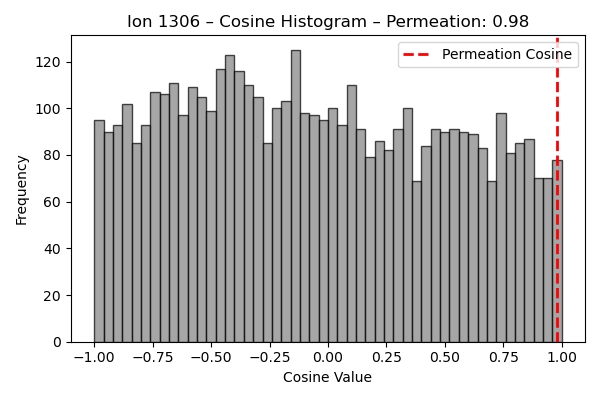 Ion 1306 – Cosine Histogram – Permeation: 0.98
Permeation Cosine
Frequency
120
100
80
60
40
20
0
−1.00 −0.75 −0.50 −0.25 0.00 0.25 0.50 0.75 1.00
Cosine Value